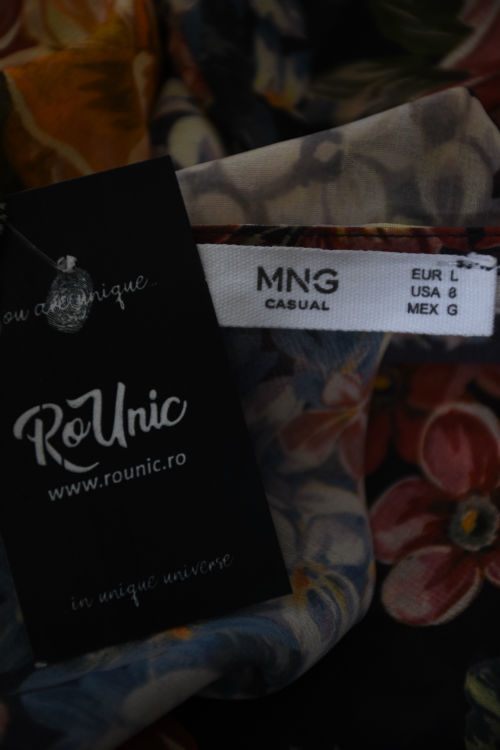 you are unique..
RoUnic
www.rounic.ro
in unique universe
MNG
CASUAL
EUR L
USA 8
MEX G